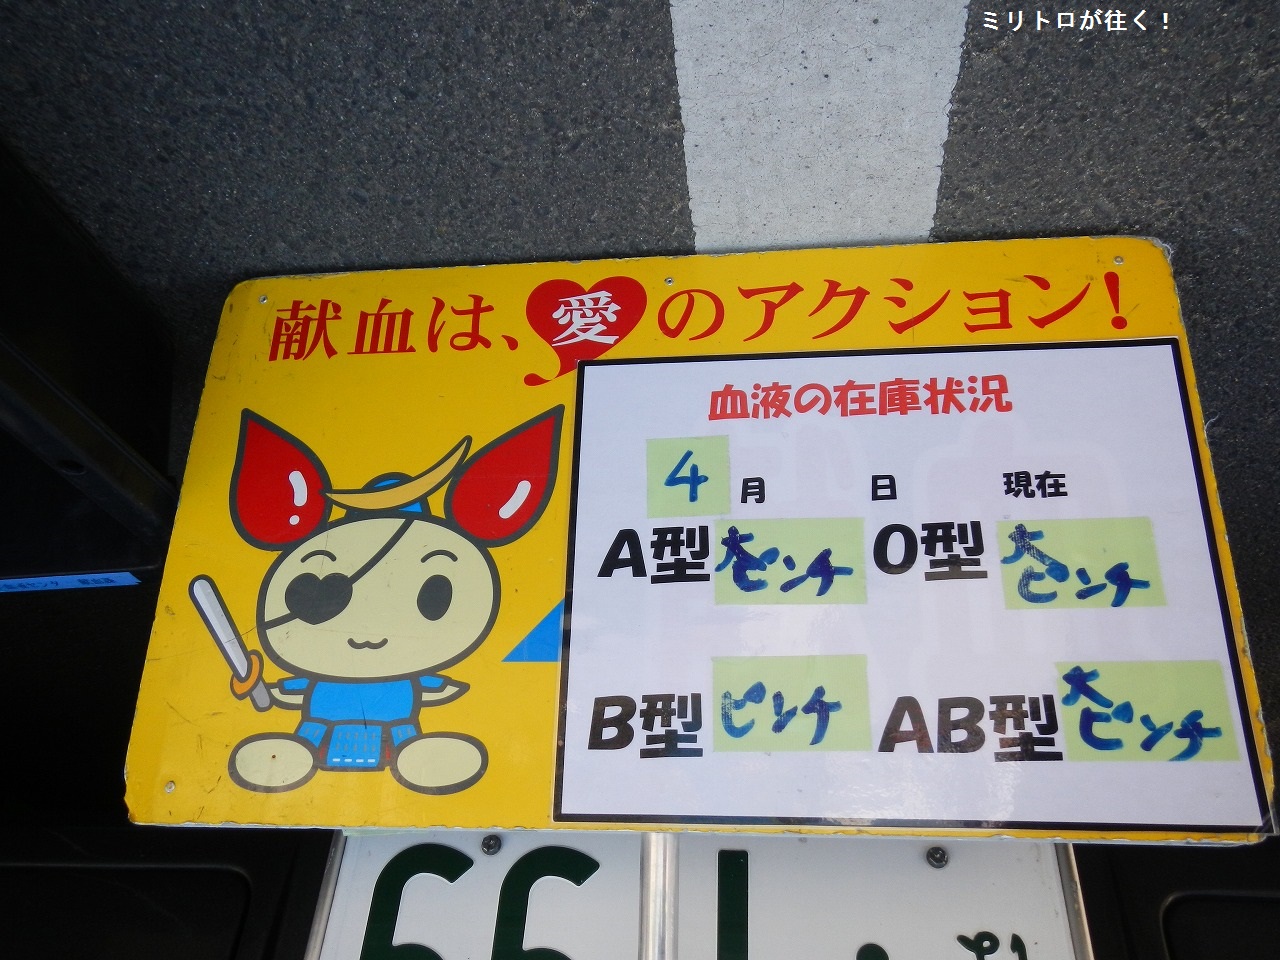 ミリトロが往く！
献血は、愛のアクション!
血液の在庫状況
4月 日 現在
A型 大ピンチ O型 大ピンチ
B型 ピンチ AB型 大ピンチ
66